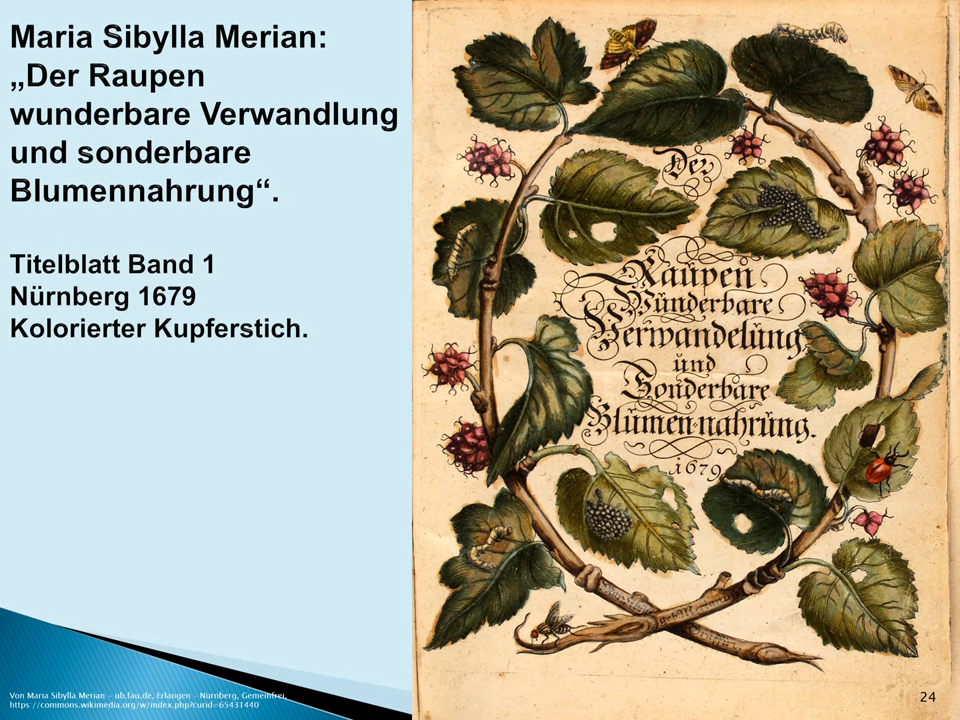 Maria Sibylla Merian:
„Der Raupen
wunderbare Verwandlung
und sonderbare
Blumennahrung“.
Titelblatt Band 1
Nürnberg 1679
Kolorierter Kupferstich.
Der
Raupen
Wunderbare
Verwandelung
und
Sonderbare
Blumen-nahrung.
1679
Von Maria Sibylla Merian - ub.fau.de, Erlangen - Nürnberg, Gemeinfrei,
https //commons.wikimedia.org/w/index.php?curid=65431440
24